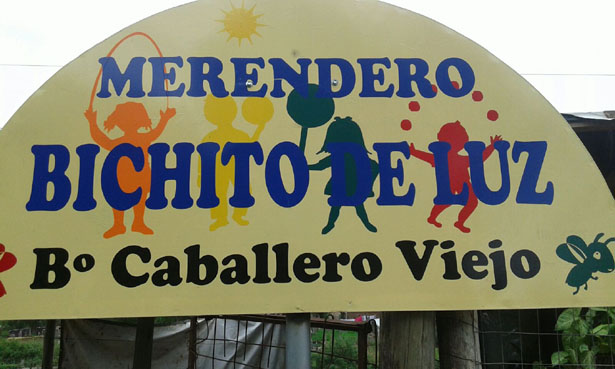 MERENDERO
BICHITO DE LUZ
Bº Caballero Viejo